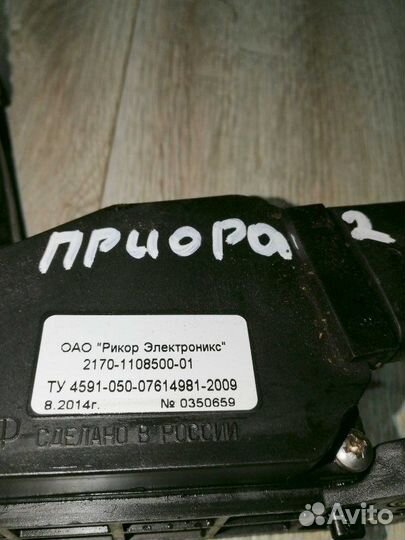 ПРИОРА 2
ОАО "Рикор Электроникс"
2170-1108500-01
ТУ 4591-050-07614981-2009
8.2014г. № 0350659
Р СДЕЛАНО В РОССИИ
Avito